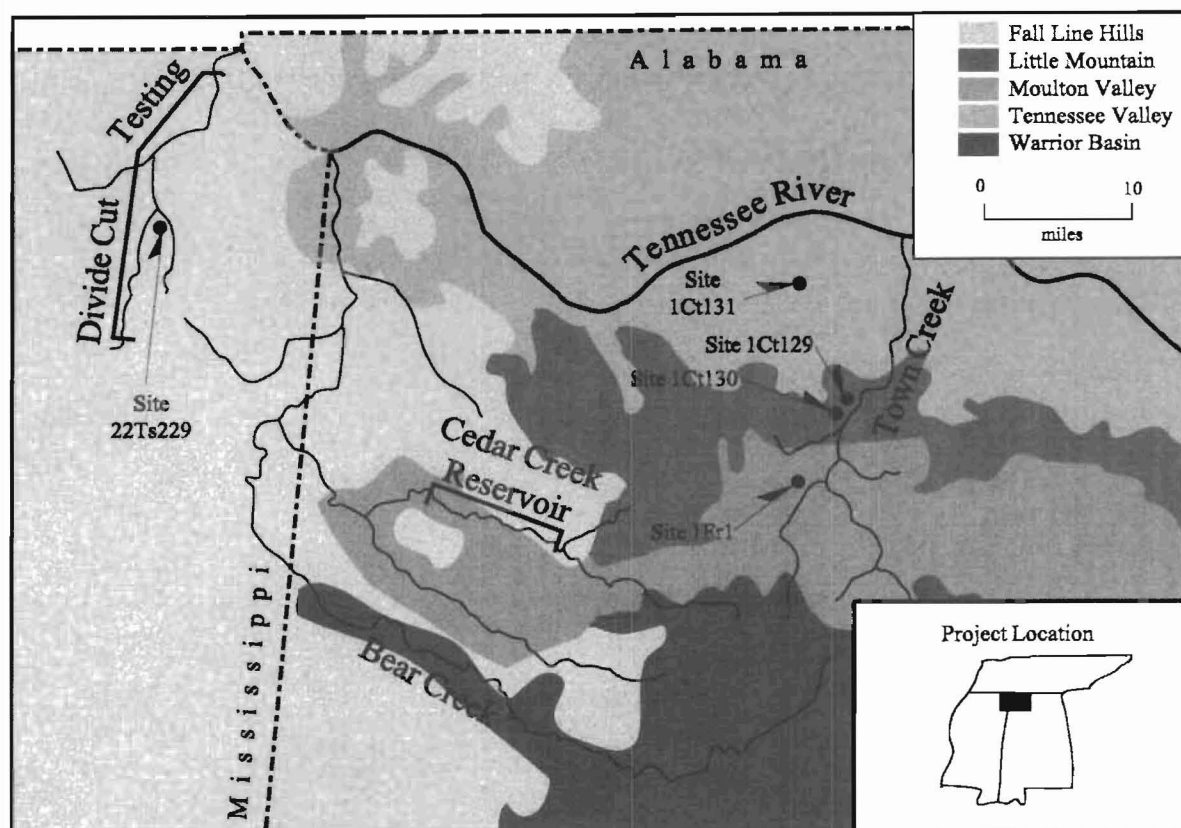 Fall Line Hills
Little Mountain
Moulton Valley
Tennessee Valley
Warrior Basin
0 10
miles
Alabama
Testing
Divide Cut
Tennessee River
Site
1Ct131
Site 1Ct129
Site 1Ct130
Town Creek
Site
22Ts229
Cedar Creek
Reservoir
Site 1Fr1
Mississippi
Bear Creek
Project Location